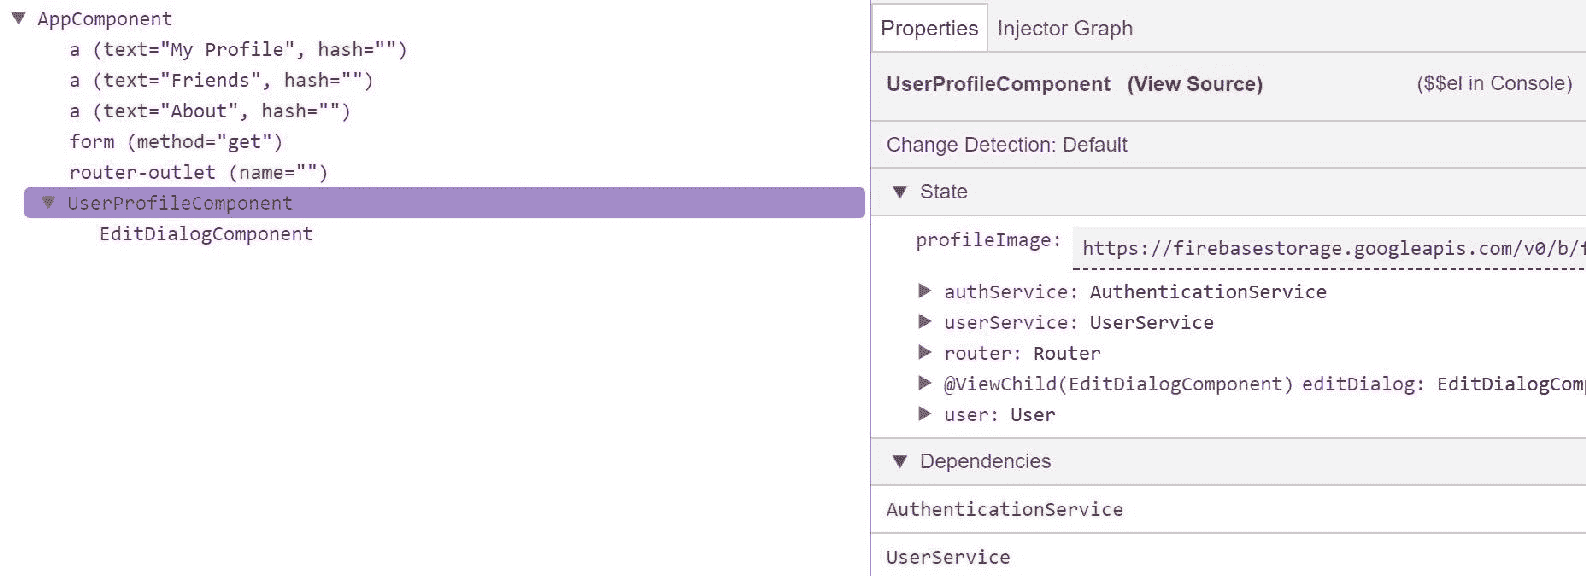 AppComponent
a (text="My Profile", hash="")
a (text="Friends", hash="")
a (text="About", hash="")
form (method="get")
router-outlet (name="")
UserProfileComponent
EditDialogComponent
Properties Injector Graph
UserProfileComponent (View Source) ($$el in Console)
Change Detection: Default
State
profileImage: https://firebasestorage.googleapis.com/v0/b/f
authService: AuthenticationService
userService: UserService
router: Router
@ViewChild(EditDialogComponent) editDialog: EditDialogComp
user: User
Dependencies
AuthenticationService
UserService